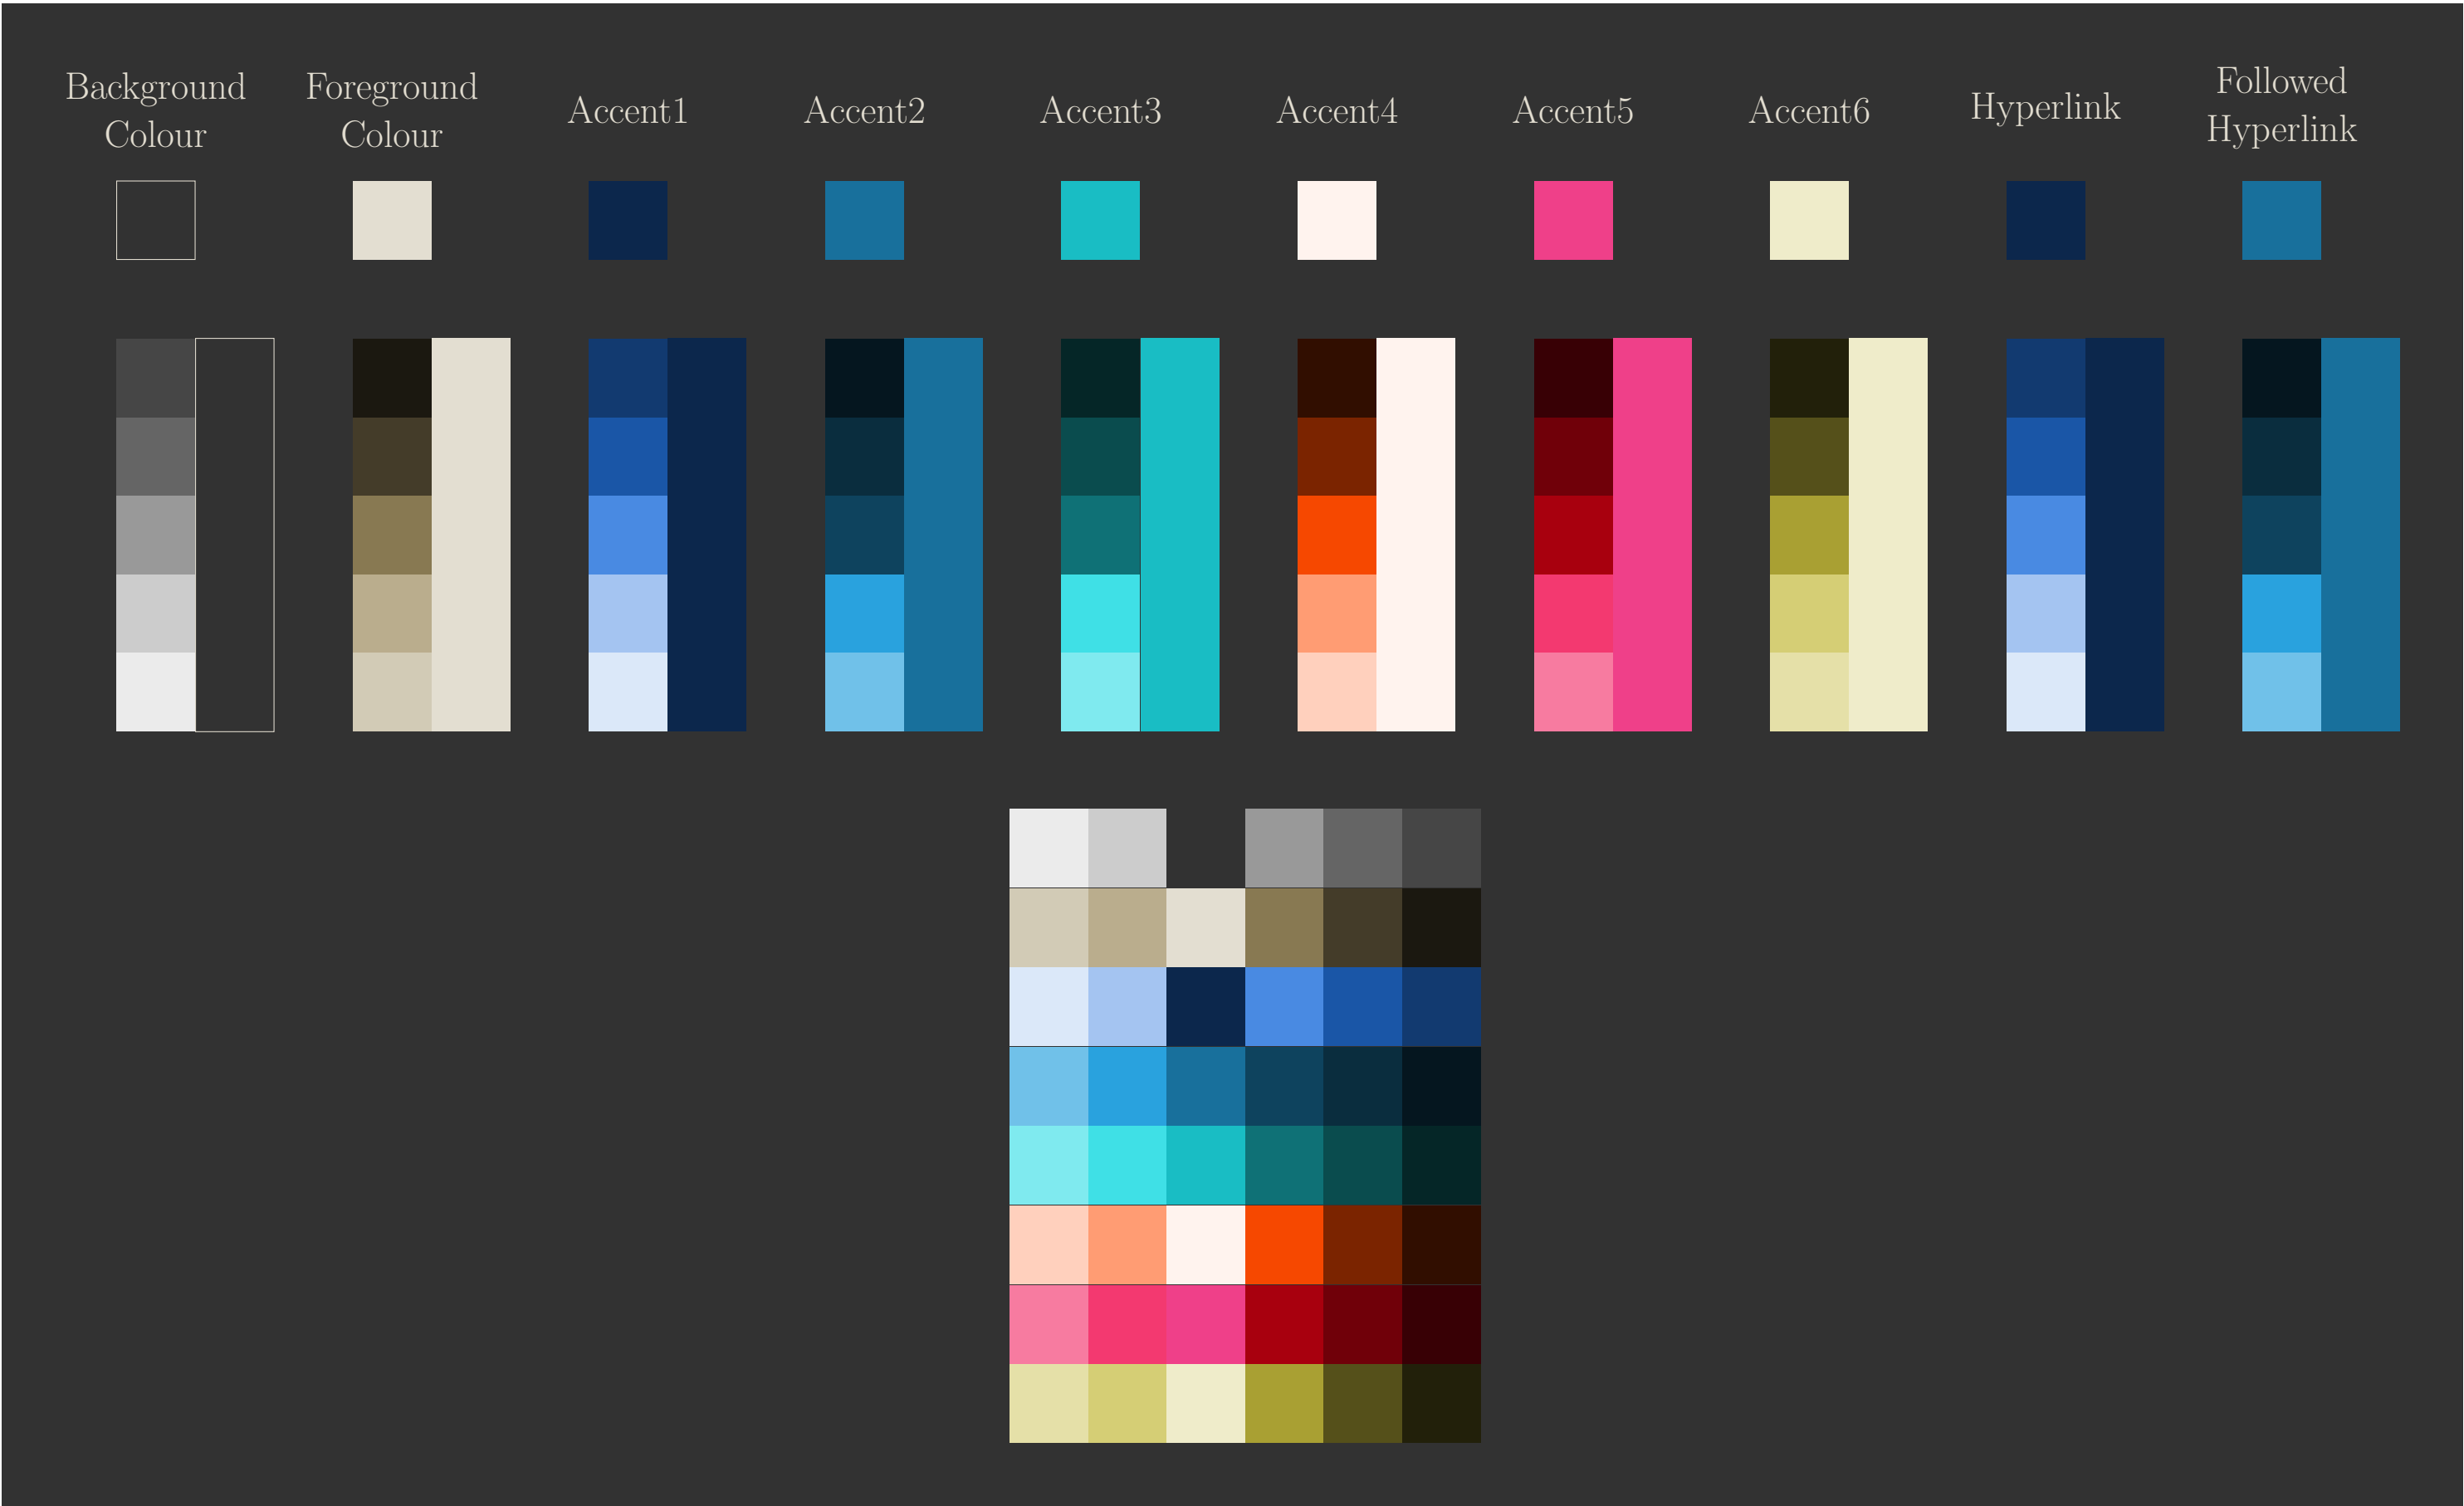 Background
Colour
Foreground
Colour
Accent1
Accent2
Accent3
Accent4
Accent5
Accent6
Hyperlink
Followed
Hyperlink